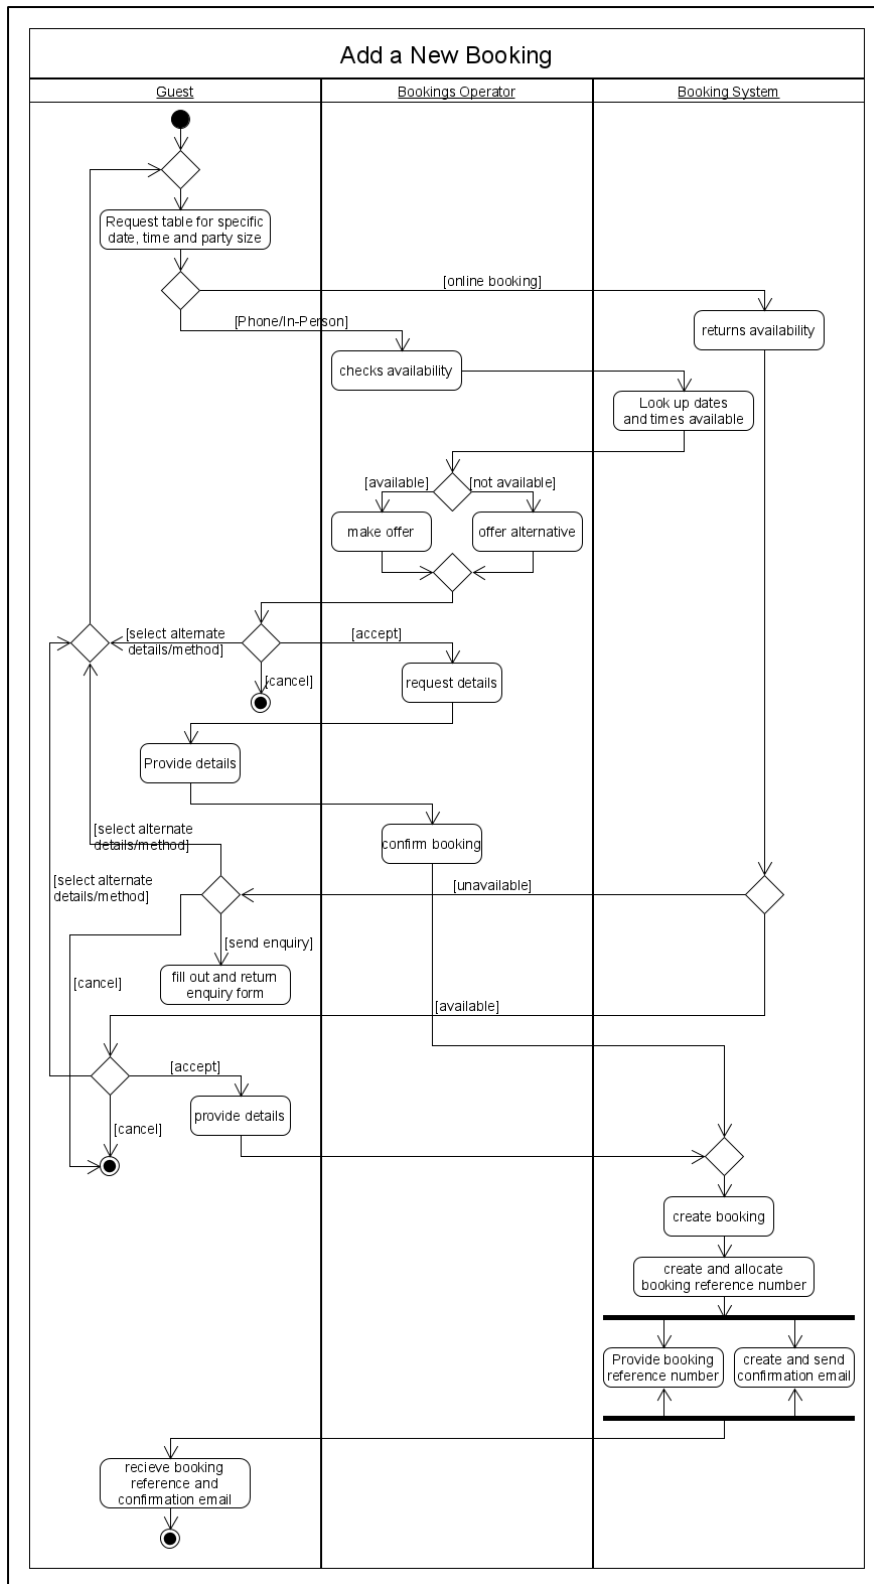 Add a New Booking
Guest
Bookings Operator
Booking System
Request table for specific
date, time and party size
[online booking]
[Phone/In-Person]
returns availability
checks availability
Look up dates
and times available
[available]
[not available]
make offer
offer alternative
[select alternate
details/method]
[accept]
[cancel]
request details
Provide details
[select alternate
details/method]
confirm booking
[select alternate
details/method]
[unavailable]
[send enquiry]
fill out and return
enquiry form
[cancel]
[available]
[accept]
provide details
[cancel]
create booking
create and allocate
booking reference number
Provide booking
reference number
create and send
confirmation email
recieve booking
reference and
confirmation email